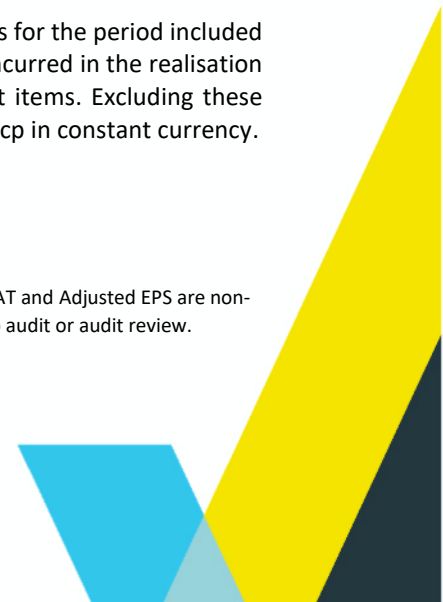 s for the period included
curred in the realisation
t items. Excluding these
cp in constant currency.
AT and Adjusted EPS are non-
audit or audit review.